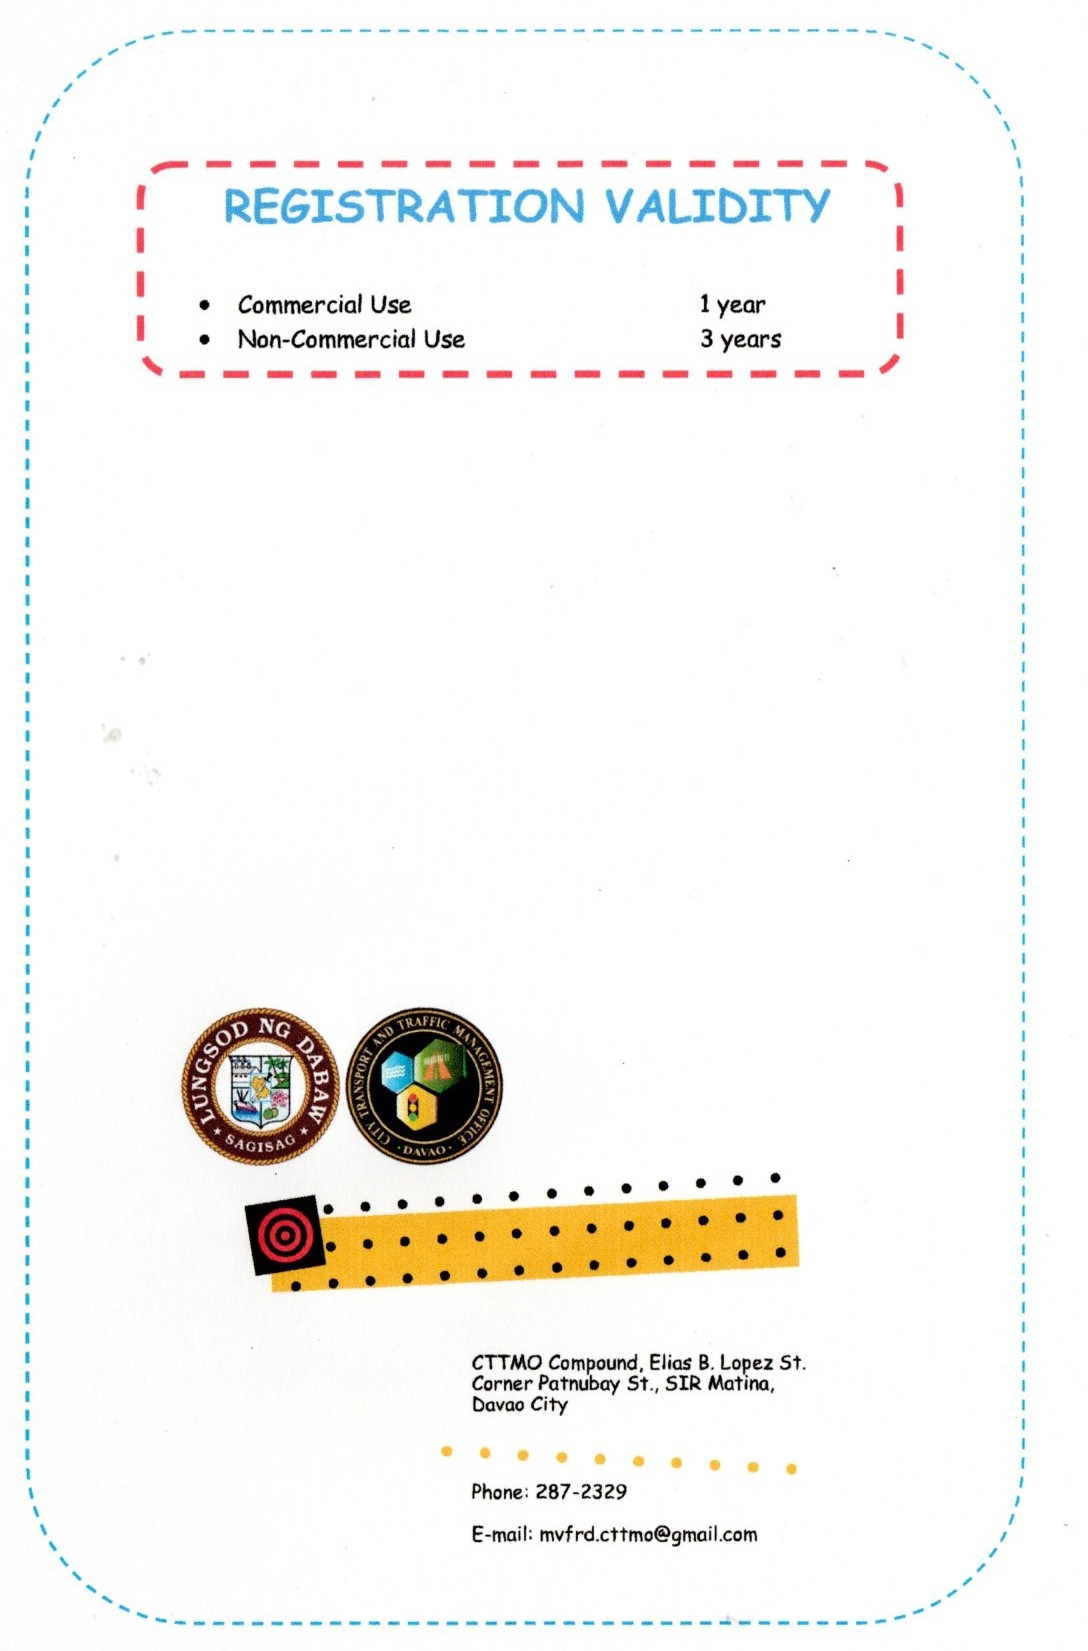 REGISTRATION VALIDITY
• Commercial Use 1 year
• Non-Commercial Use 3 years
LUNGSOD NG DABAW
SAGISAG
CITY TRANSPORT AND TRAFFIC MANAGEMENT OFFICE
DAVAO
CTTMO Compound, Elias B. Lopez St.
Corner Patnubay St., SIR Matina,
Davao City
Phone: 287-2329
E-mail: mvfrd.cttmo@gmail.com